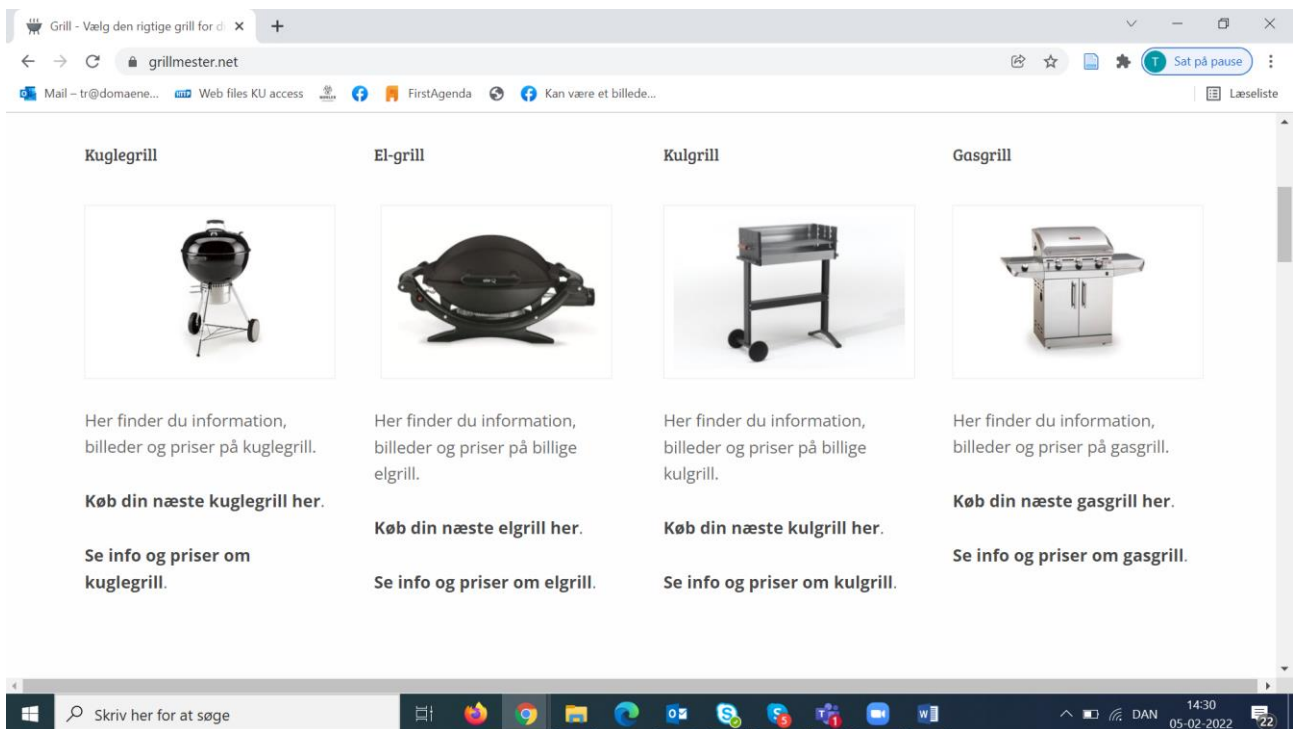 Grill - Vælg den rigtige grill for d
grillmester.net
Sat på pause
Mail – tr@domaene...
Web files KU access
FirstAgenda
Kan være et billede...
Læseliste
Kuglegrill
El-grill
Kulgrill
Gasgrill
Her finder du information,
billeder og priser på kuglegrill.
Køb din næste kuglegrill her.
Se info og priser om
kuglegrill.
Her finder du information,
billeder og priser på billige
elgrill.
Køb din næste elgrill her.
Se info og priser om elgrill.
Her finder du information,
billeder og priser på billige
kulgrill.
Køb din næste kulgrill her.
Se info og priser om kulgrill.
Her finder du information,
billeder og priser på gasgrill.
Køb din næste gasgrill her.
Se info og priser om gasgrill.
Skriv her for at søge
DAN
14:30
05-02-2022
22